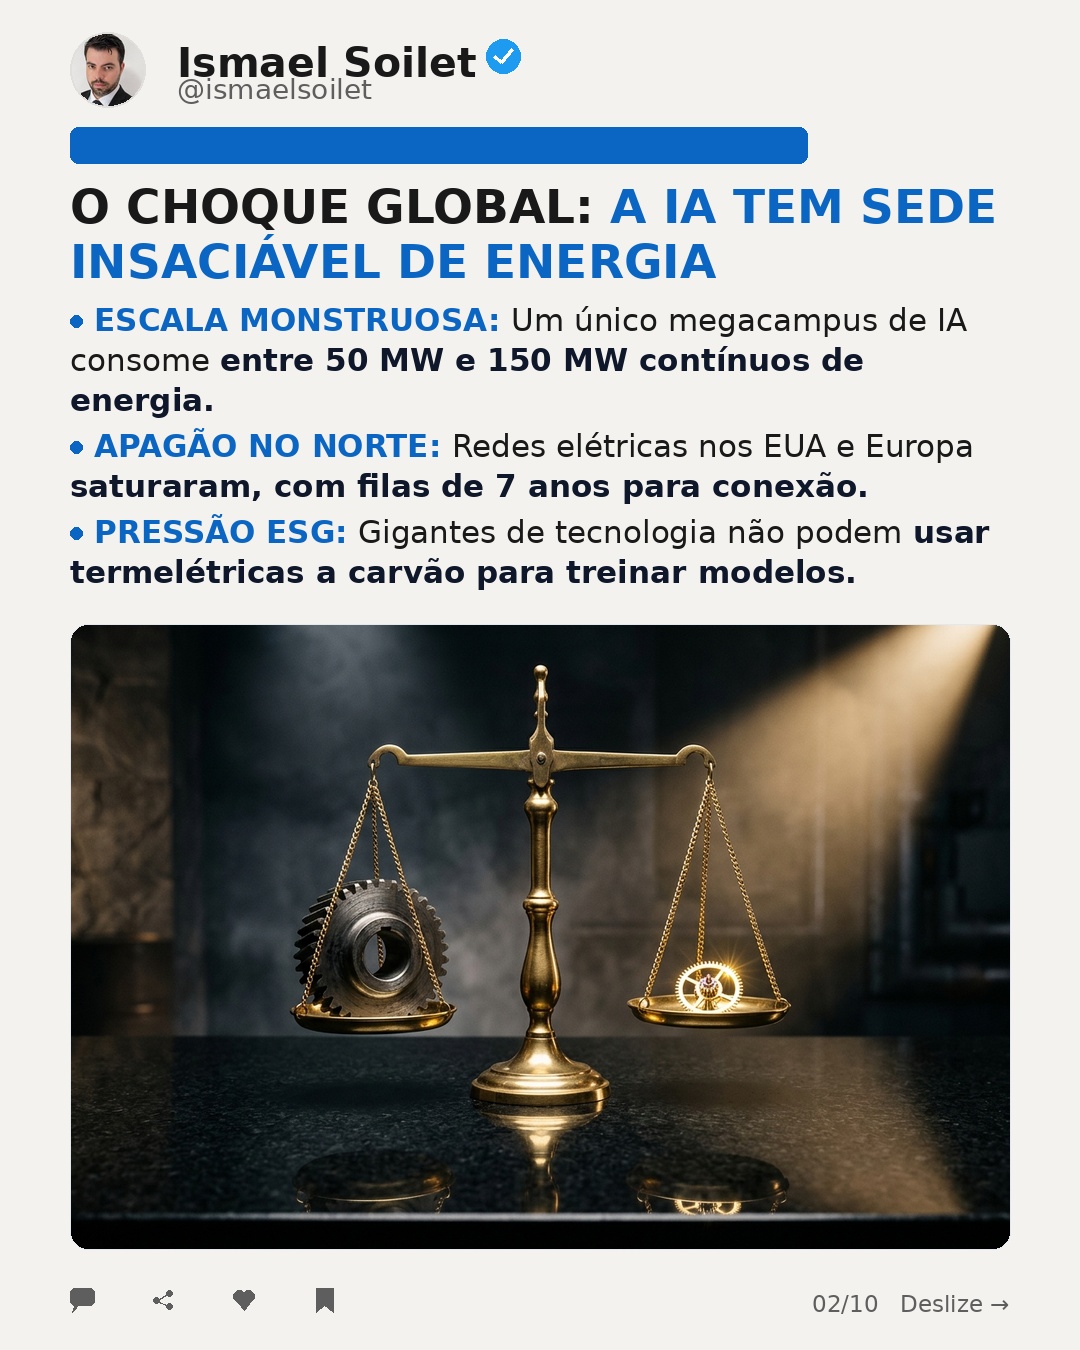 Ismael Soilet
@ismaelsoilet
O CHOQUE GLOBAL: A IA TEM SEDE
INSACIÁVEL DE ENERGIA
• ESCALA MONSTRUOSA: Um único megacampus de IA
consome entre 50 MW e 150 MW contínuos de
energia.
• APAGÃO NO NORTE: Redes elétricas nos EUA e Europa
saturaram, com filas de 7 anos para conexão.
• PRESSÃO ESG: Gigantes de tecnologia não podem usar
termelétricas a carvão para treinar modelos.
02/10 Deslize →